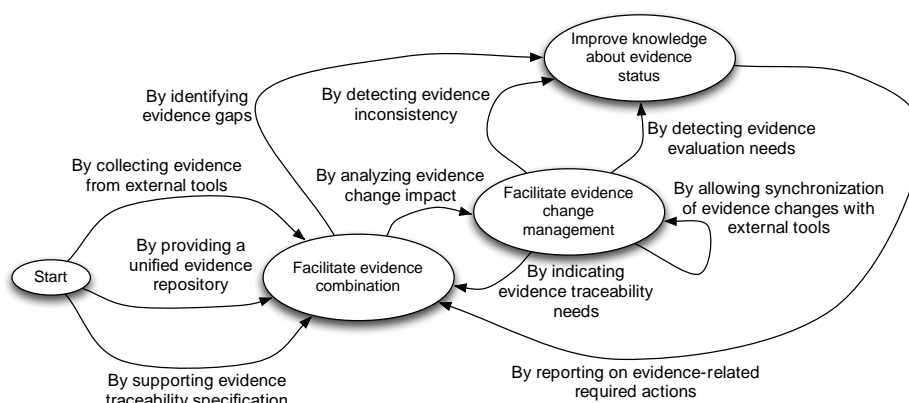 Improve knowledge
about evidence
status
By identifying
evidence gaps
By detecting evidence
inconsistency
By detecting evidence
evaluation needs
By collecting evidence
from external tools
By analyzing evidence
change impact
Facilitate evidence
change
management
By allowing synchronization
of evidence changes with
external tools
By providing a
unified evidence
repository
Start
Facilitate evidence
combination
By indicating
evidence traceability
needs
By supporting evidence
traceability specification
By reporting on evidence-related
required actions